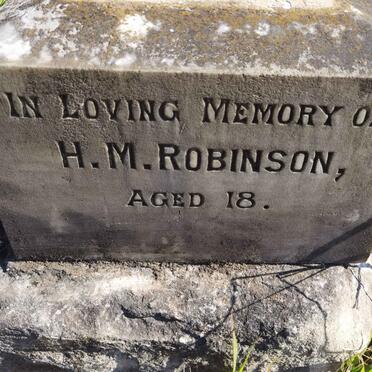 IN LOVING MEMORY O
H. M. ROBINSON,
AGED 18.